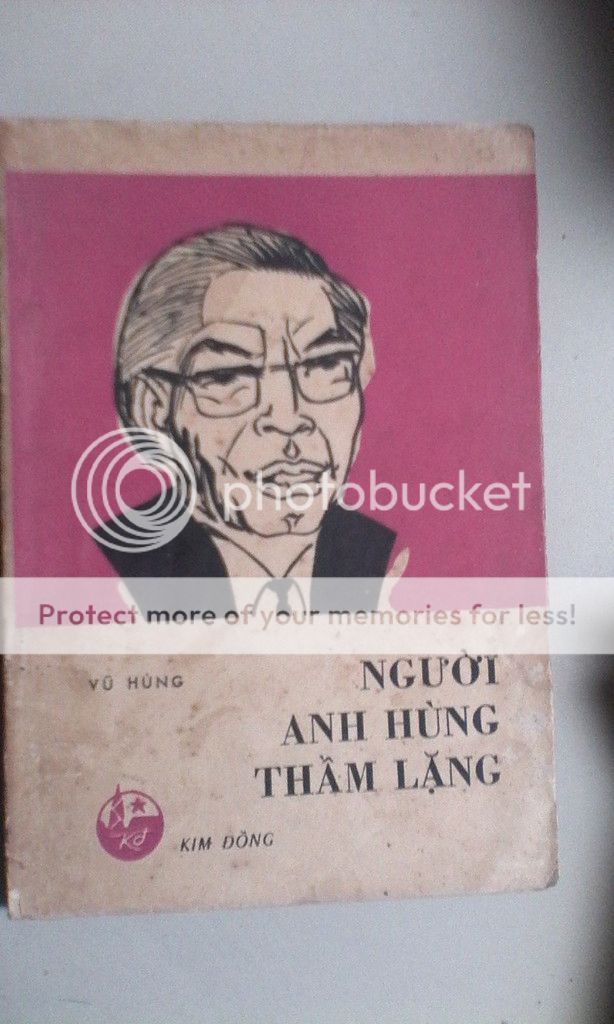 photobucket
Protect more of your memories for less!
VŨ HÙNG
NGƯỜI
ANH HÙNG
THẦM LẶNG
KĐ
KIM ĐỒNG